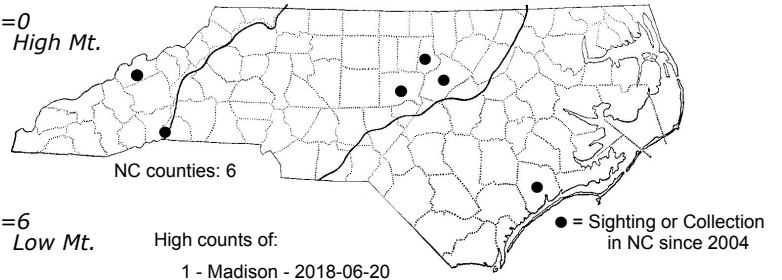 =0
High Mt.
NC counties: 6
=6
Low Mt.
High counts of:
1 - Madison - 2018-06-20
= Sighting or Collection
in NC since 2004